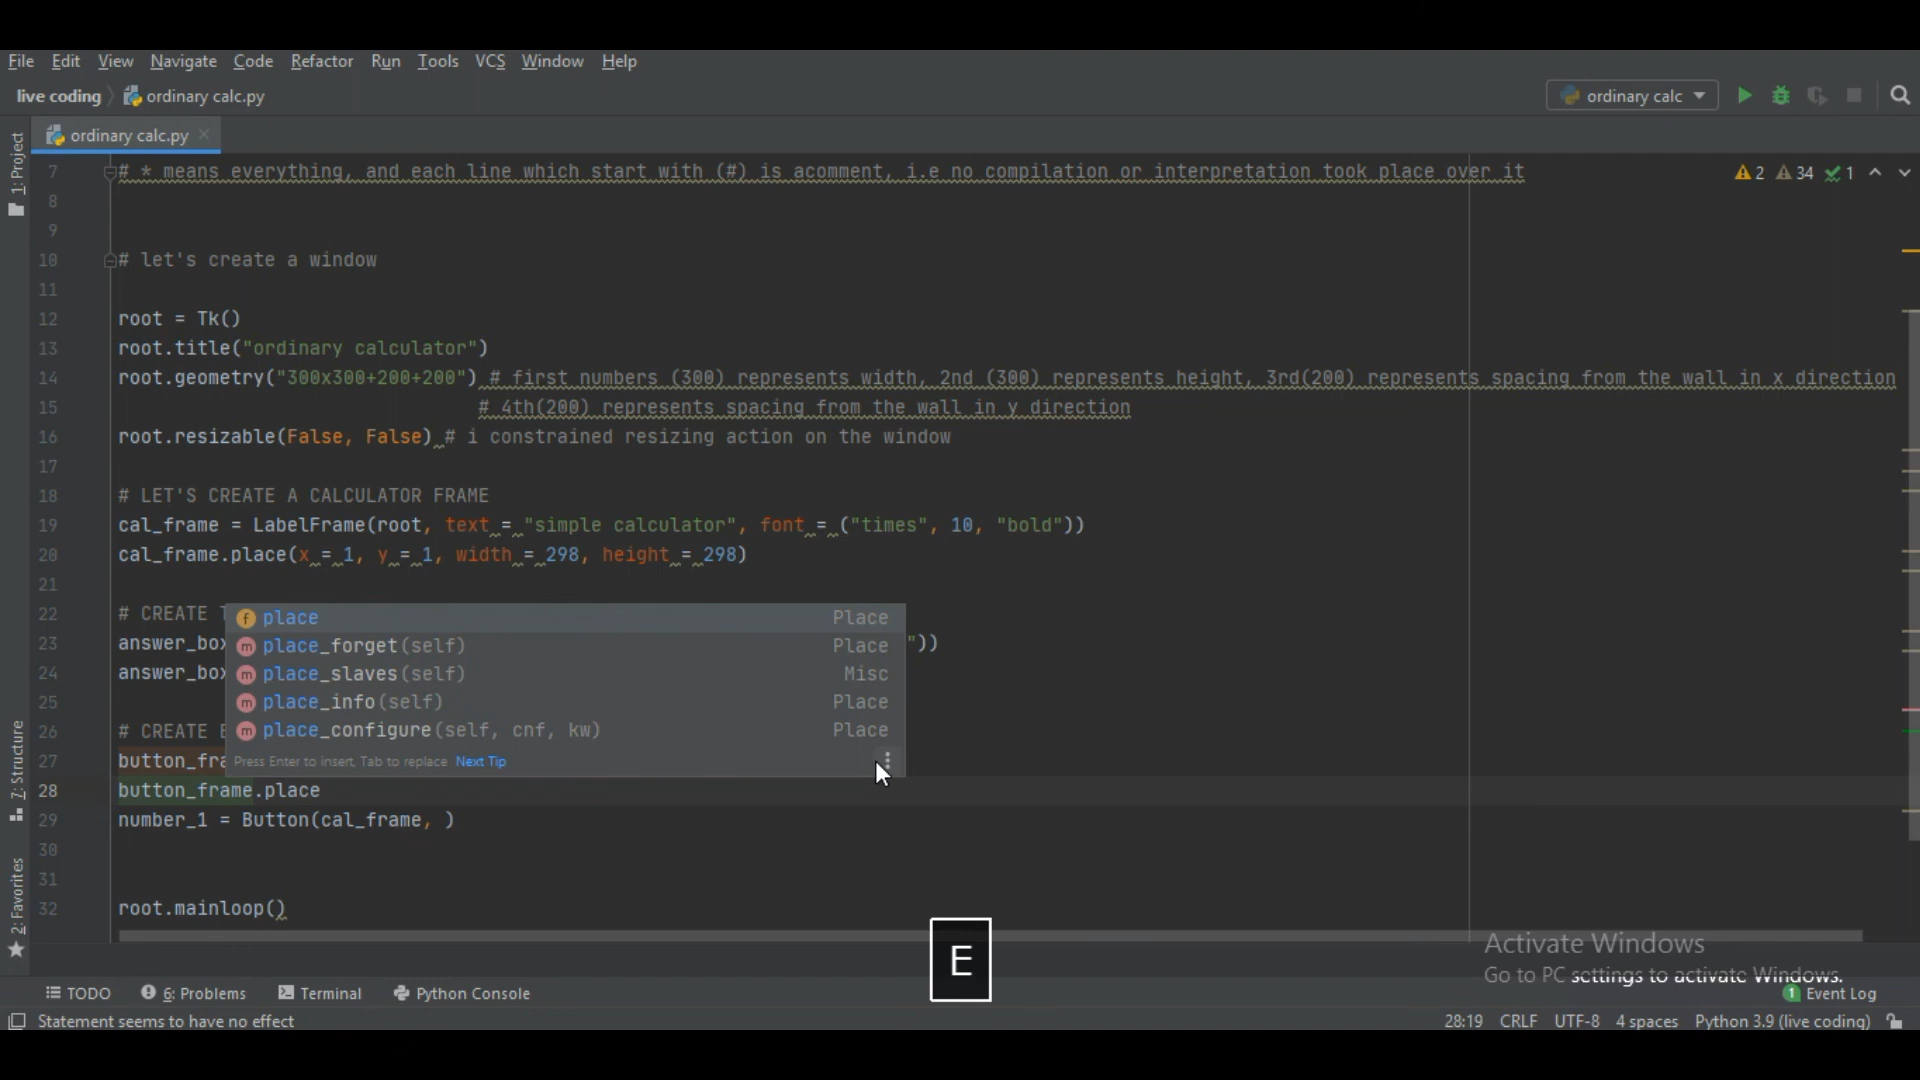 File Edit View Navigate Code Refactor Run Tools VCS Window Help
live coding ordinary calc.py ordinary calc
ordinary calc.py
1: Project
7 # * means everything, and each line which start with (#) is acomment, i.e no compilation or interpretation took place over it 2 34 1
8
9
10 # let's create a window
11
12 root = Tk()
13 root.title("ordinary calculator")
14 root.geometry("300x300+200+200") # first numbers (300) represents width, 2nd (300) represents height, 3rd(200) represents spacing from the wall in x direction
15 # 4th(200) represents spacing from the wall in y direction
16 root.resizable(False, False) # i constrained resizing action on the window
17
18 # LET'S CREATE A CALCULATOR FRAME
19 cal_frame = LabelFrame(root, text = "simple calculator", font = ("times", 10, "bold"))
20 cal_frame.place(x = 1, y = 1, width = 298, height = 298)
21
22 # CREATE
23 answer_box "))
24 answer_box
25
26 # CREATE
27 button_fra
f place Place
m place_forget(self) Place
m place_slaves(self) Misc
m place_info(self) Place
m place_configure(self, cnf, kw) Place
Press Enter to insert, Tab to replace Next Tip
28 button_frame.place
29 number_1 = Button(cal_frame, )
30
31
32 root.mainloop()
7: Structure
2: Favorites
E
Activate Windows
Go to PC settings to activate Windows.
TODO 6: Problems Terminal Python Console 1 Event Log
Statement seems to have no effect 28:19 CRLF UTF-8 4 spaces Python 3.9 (live coding)